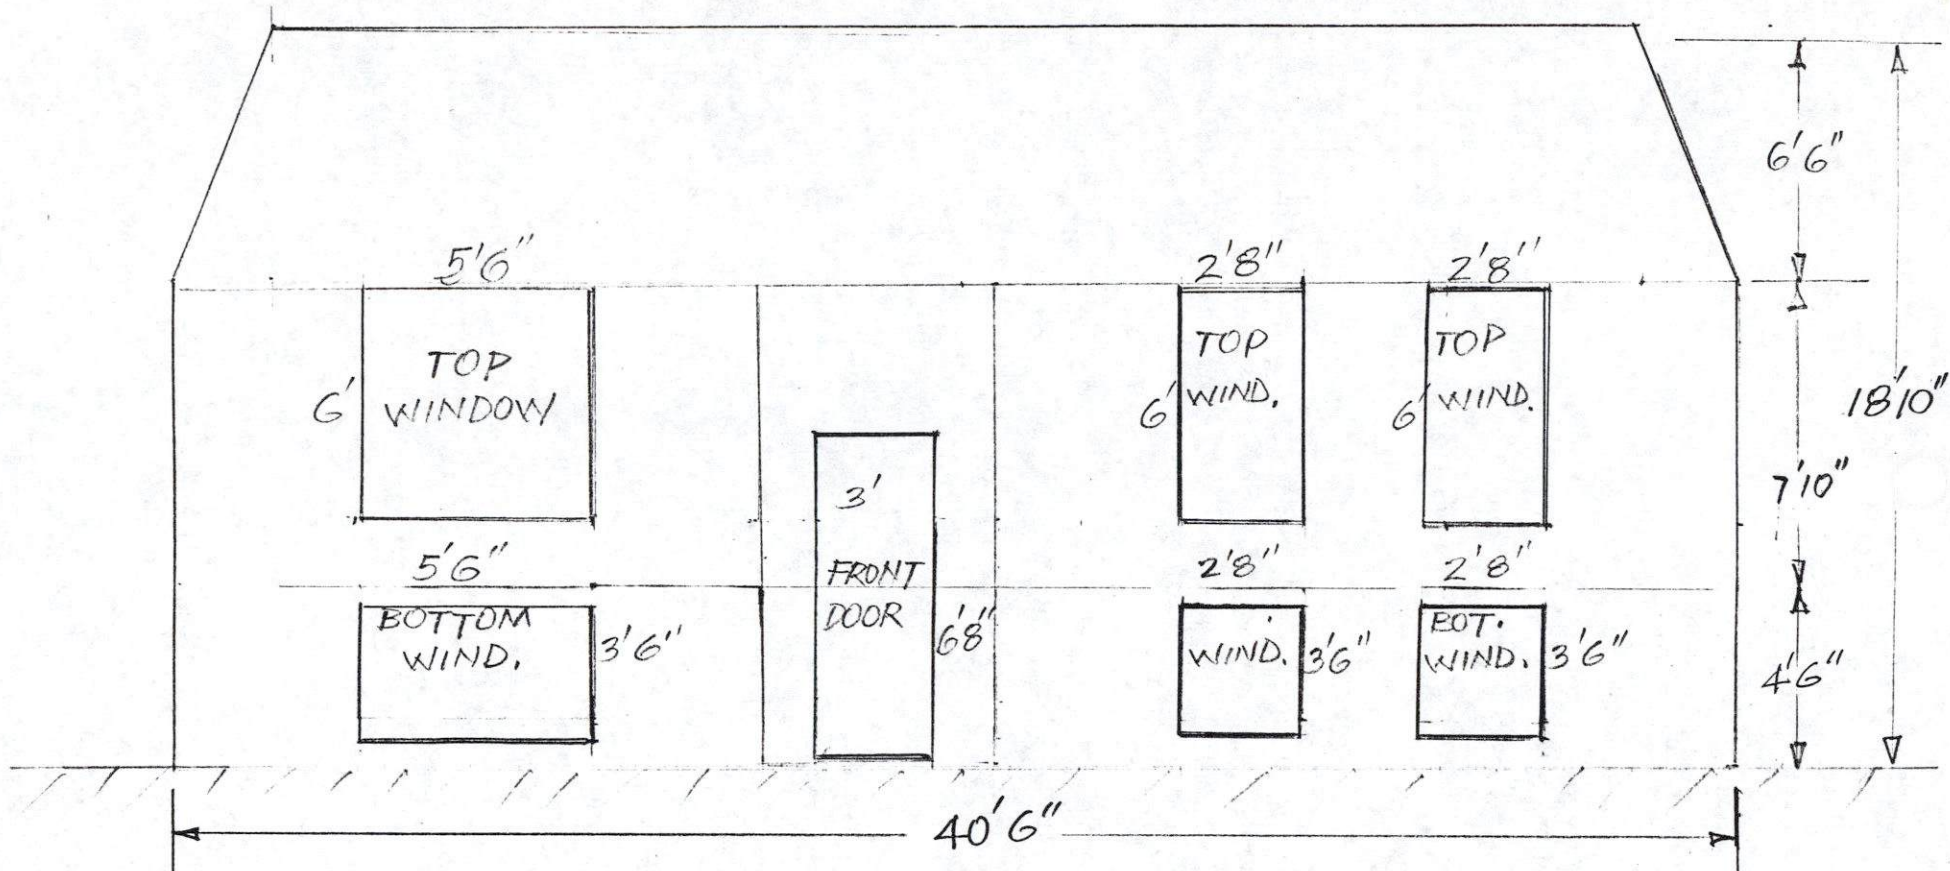 5'6"
2'8"
2'8"
6'6"
TOP
WINDOW
6'
TOP
WIND.
6'
TOP
WIND.
6'
18'10"
3'
7'10"
5'6"
FRONT
DOOR
6'8"
2'8"
2'8"
BOTTOM
WIND.
3'6"
WIND.
3'6"
BOT.
WIND.
3'6"
4'6"
40'6"